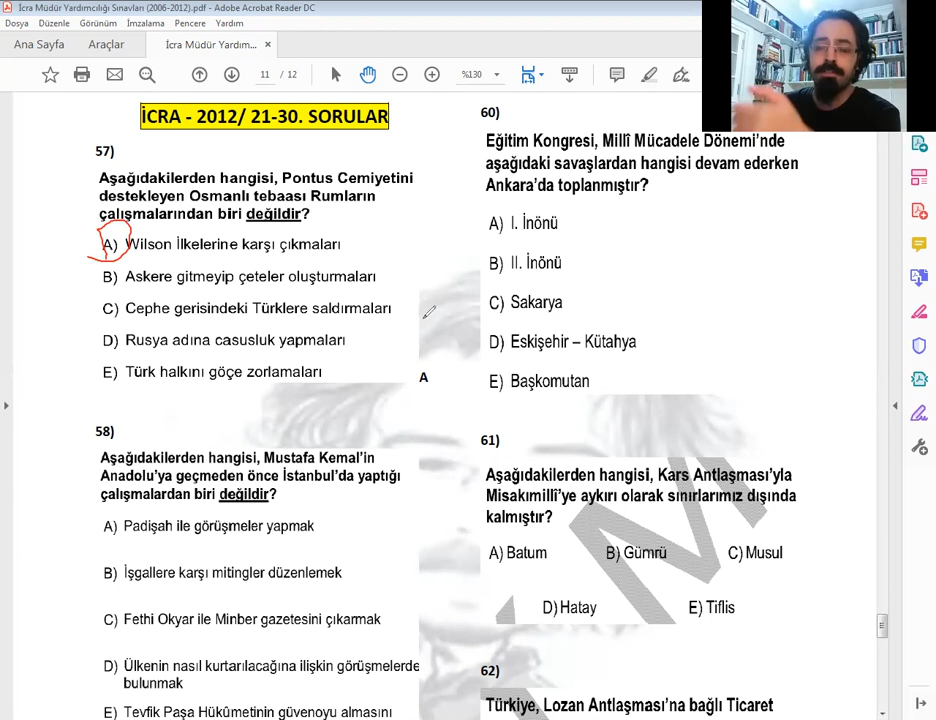 İcra Müdür Yardımcılığı Sınavları (2006-2012).pdf - Adobe Acrobat Reader DC
Dosya Düzenle Görünüm İmzalama Pencere Yardım
Ana Sayfa Araçlar İcra Müdür Yardım... ×
11 / 12 %130
İCRA - 2012/ 21-30. SORULAR
57)
Aşağıdakilerden hangisi, Pontus Cemiyetini
destekleyen Osmanlı tebaası Rumların
çalışmalarından biri değildir?
A) Wilson İlkelerine karşı çıkmaları
B) Askere gitmeyip çeteler oluşturmaları
C) Cephe gerisindeki Türklere saldırmaları
D) Rusya adına casusluk yapmaları
E) Türk halkını göçe zorlamaları
A
58)
Aşağıdakilerden hangisi, Mustafa Kemal'in
Anadolu'ya geçmeden önce İstanbul'da yaptığı
çalışmalardan biri değildir?
A) Padişah ile görüşmeler yapmak
B) İşgallere karşı mitingler düzenlemek
C) Fethi Okyar ile Minber gazetesini çıkarmak
D) Ülkenin nasıl kurtarılacağına ilişkin görüşmelerde
bulunmak
E) Tevfik Paşa Hükûmetinin güvenoyu almasını
60)
Eğitim Kongresi, Millî Mücadele Dönemi'nde
aşağıdaki savaşlardan hangisi devam ederken
Ankara'da toplanmıştır?
A) I. İnönü
B) II. İnönü
C) Sakarya
D) Eskişehir – Kütahya
E) Başkomutan
61)
Aşağıdakilerden hangisi, Kars Antlaşması'yla
Misakımillî'ye aykırı olarak sınırlarımız dışında
kalmıştır?
A) Batum B) Gümrü C) Musul
D) Hatay E) Tiflis
62)
Türkiye, Lozan Antlaşması'na bağlı Ticaret